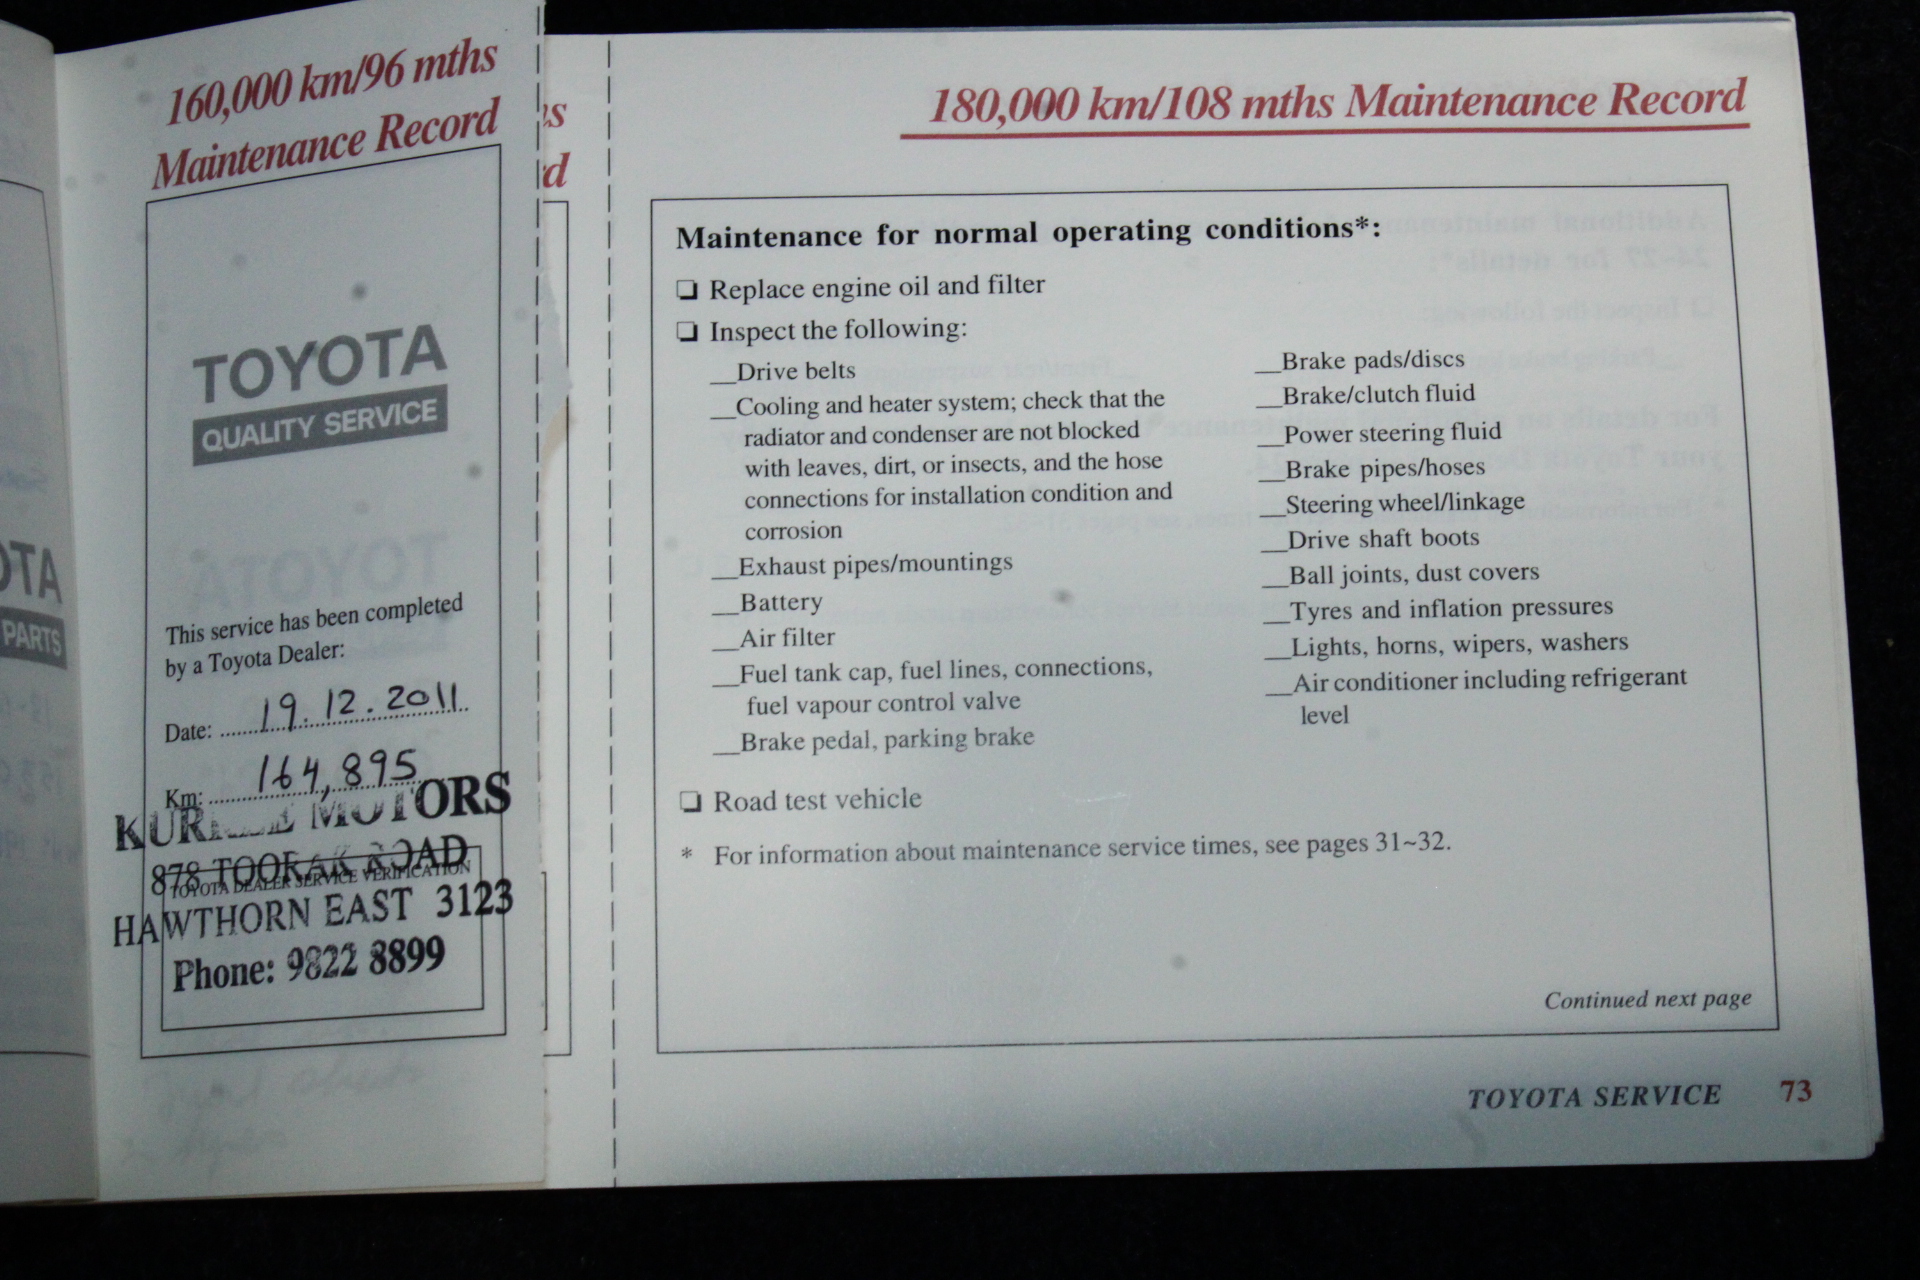 160,000 km/96 mths
Maintenance Record
TOYOTA
QUALITY SERVICE
This service has been completed
by a Toyota Dealer:
Date: 19.12.2011
Km: 164,895
MOTORS
878 TOORAK ROAD
TOYOTA DEALER SERVICE VERIFICATION
HAWTHORN EAST 3123
Phone: 9822 8899
OTA
PARTS
180,000 km/108 mths Maintenance Record
Maintenance for normal operating conditions*:
❏ Replace engine oil and filter
❏ Inspect the following:
__Drive belts
__Cooling and heater system; check that the
radiator and condenser are not blocked
with leaves, dirt, or insects, and the hose
connections for installation condition and
corrosion
__Exhaust pipes/mountings
__Battery
__Air filter
__Fuel tank cap, fuel lines, connections,
fuel vapour control valve
__Brake pedal, parking brake
__Brake pads/discs
__Brake/clutch fluid
__Power steering fluid
__Brake pipes/hoses
__Steering wheel/linkage
__Drive shaft boots
__Ball joints, dust covers
__Tyres and inflation pressures
__Lights, horns, wipers, washers
__Air conditioner including refrigerant
level
❏ Road test vehicle
* For information about maintenance service times, see pages 31~32.
Continued next page
TOYOTA SERVICE 73